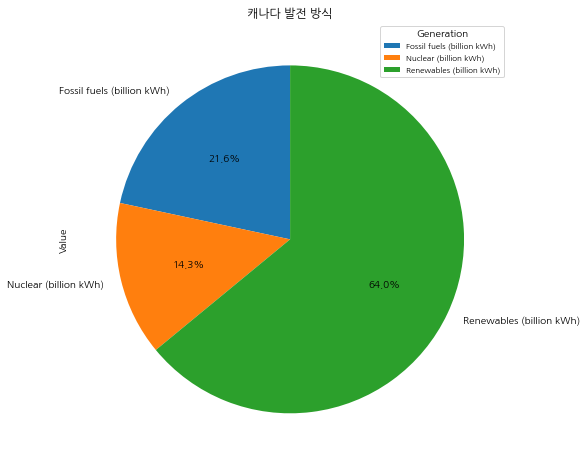 캐나다 발전 방식
Generation
Fossil fuels (billion kWh)
Nuclear (billion kWh)
Renewables (billion kWh)
Fossil fuels (billion kWh)
21.6%
Value
14.3%
Nuclear (billion kWh)
64.0%
Renewables (billion kWh)